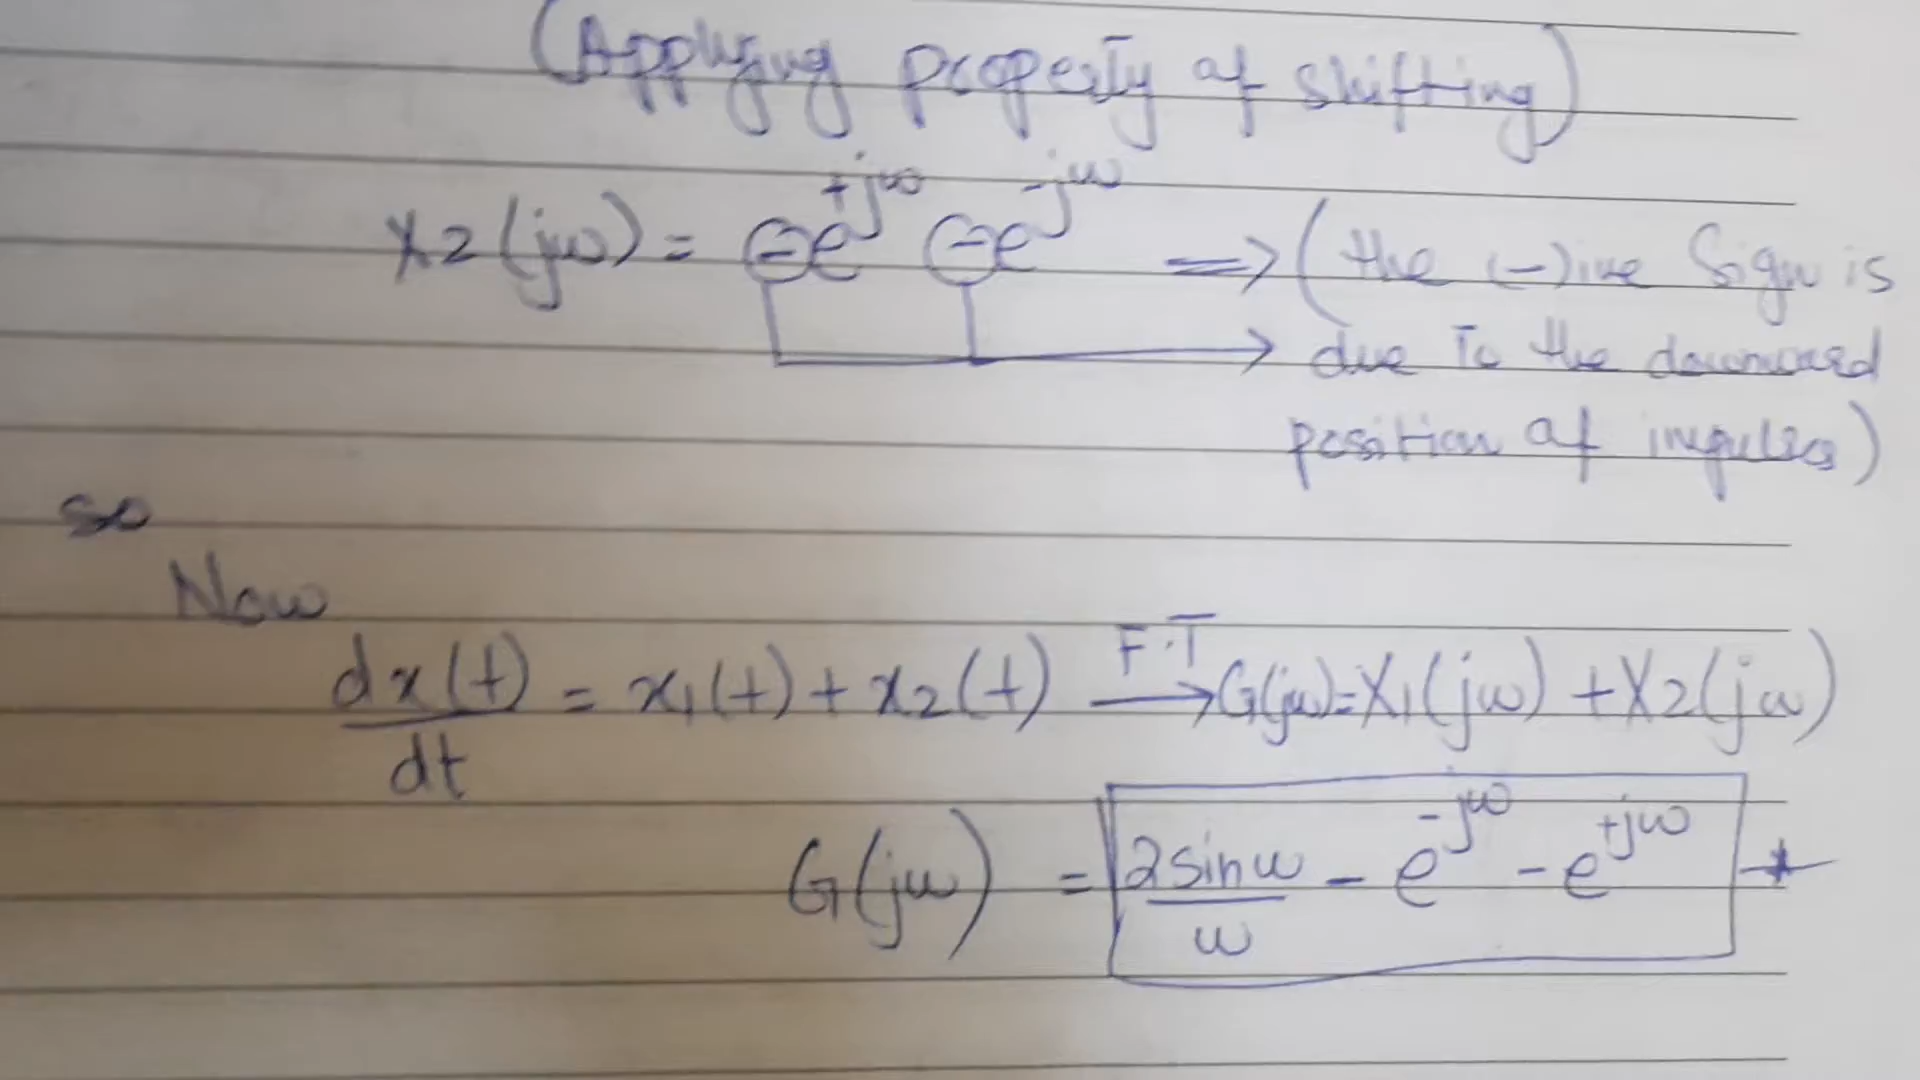 (Applying property of shifting)
X2(jω) = -e^{+jω} -e^{-jω} ⇒ (the (-)ive Sign is
→ due to the downward
position of impulses)
so
Now
dx(t)/dt = x1(t) + x2(t) —F.T→ G(jω)=X1(jω) + X2(jω)
G(jω) = 2sinω/ω - e^{-jω} - e^{+jω}